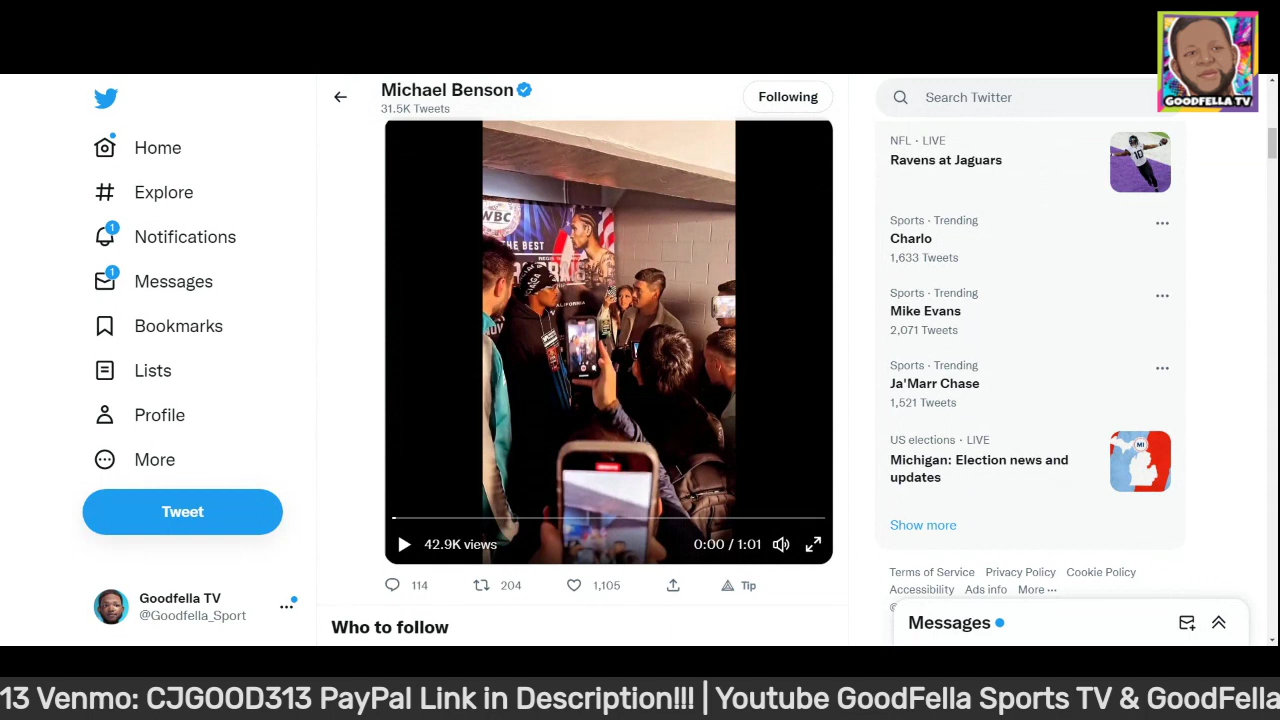 GOODFELLA TV
Home
Explore
1
Notifications
1
Messages
Bookmarks
Lists
Profile
More
Tweet
Goodfella TV
@Goodfella_Sport
Michael Benson
31.5K Tweets
Following
WBC
THE BEST
REGIS
CALIFORNIA
42.9K views
0:00 / 1:01
114
204
1,105
Tip
Who to follow
Search Twitter
NFL · LIVE
Ravens at Jaguars
Sports · Trending
Charlo
1,633 Tweets
Sports · Trending
Mike Evans
2,071 Tweets
Sports · Trending
Ja'Marr Chase
1,521 Tweets
US elections · LIVE
Michigan: Election news and
updates
MI
Show more
Terms of Service Privacy Policy Cookie Policy
Accessibility Ads info More ···
Messages
13 Venmo: CJGOOD313 PayPal Link in Description!!! | Youtube GoodFella Sports TV & GoodFella